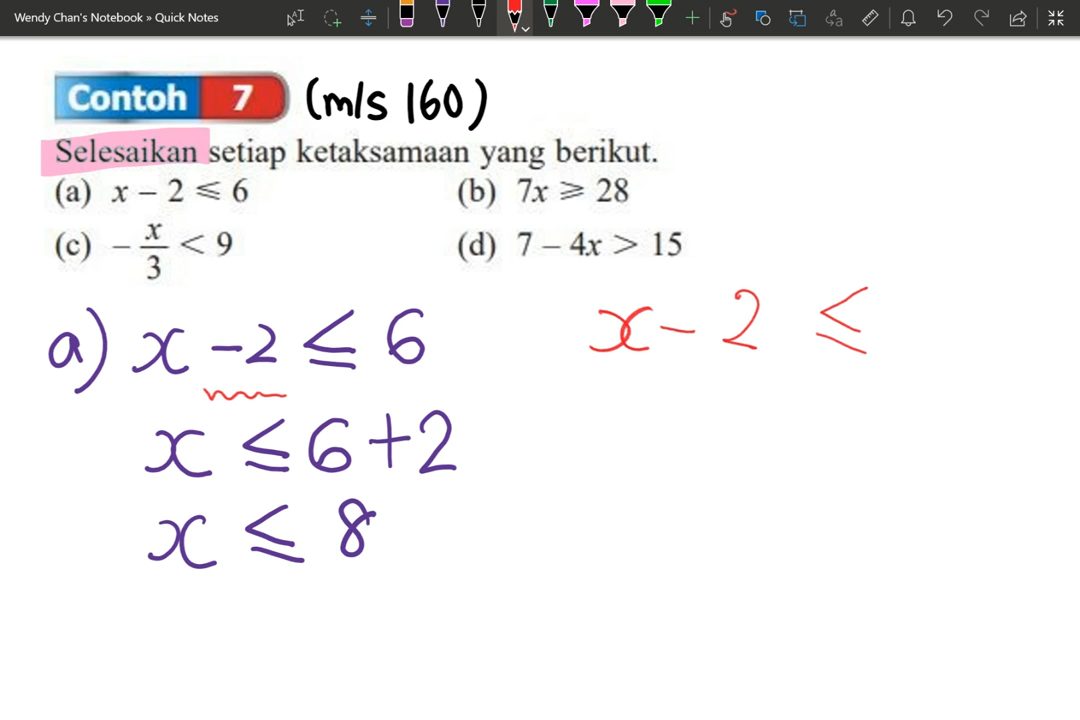 Wendy Chan's Notebook » Quick Notes
Contoh 7 (m/s 160)
Selesaikan setiap ketaksamaan yang berikut.
(a) x – 2 ⩽ 6 (b) 7x ⩾ 28
(c) – x/3 < 9 (d) 7 – 4x > 15
a) x - 2 ≤ 6 x - 2 ≤
x ≤ 6 + 2
x ≤ 8